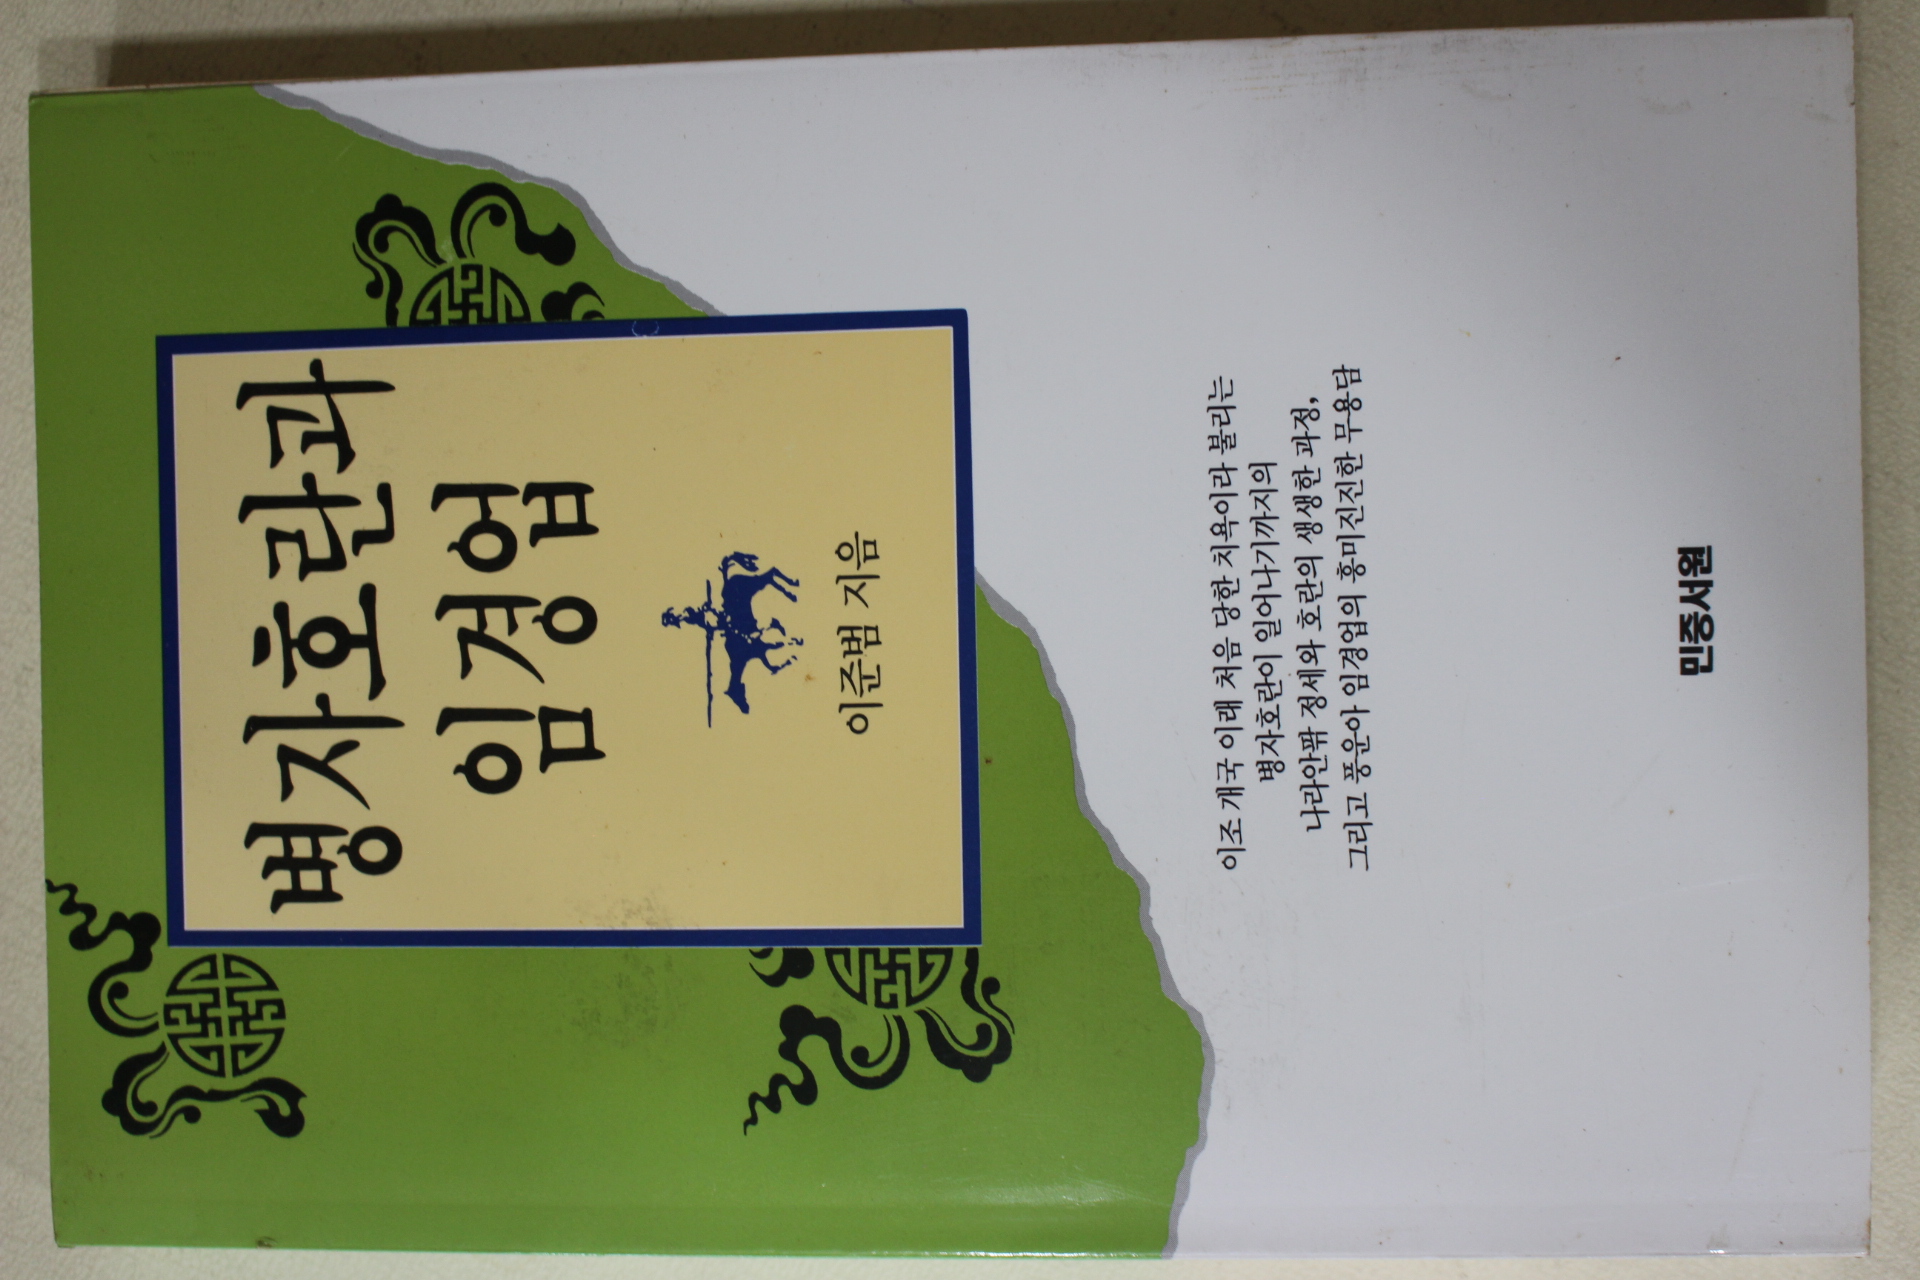 병자호란과
임경업
이준범 지음
이조 개국 이래 처음 당한 치욕이라 불리는
병자호란이 일어나기까지의
나라안팎 정세와 호란의 생생한 과정,
그리고 풍운아 임경업의 흥미진진한 무용담
민중서원